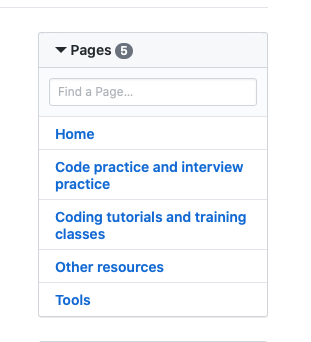 Pages 5
Find a Page...
Home
Code practice and interview
practice
Coding tutorials and training
classes
Other resources
Tools